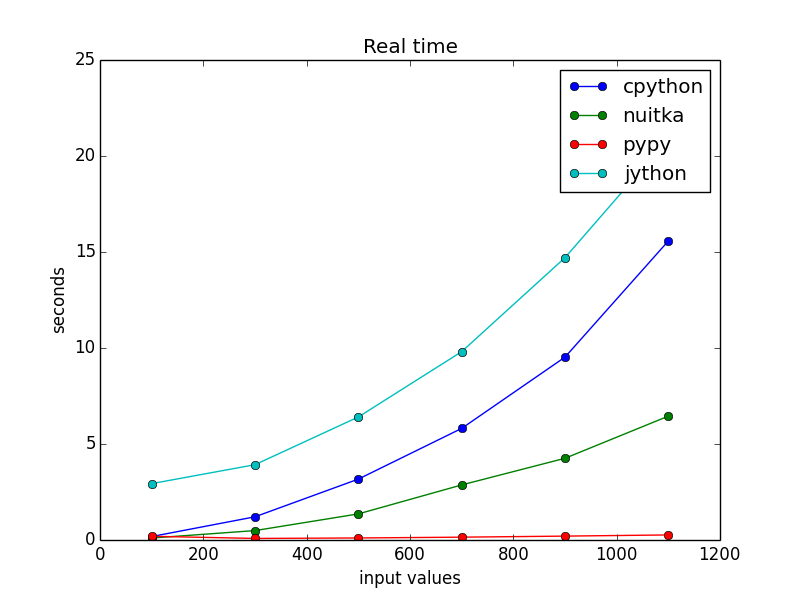 Real time
25
20
15
10
5
0
seconds
0 200 400 600 800 1000 1200
input values
cpython
nuitka
pypy
jython